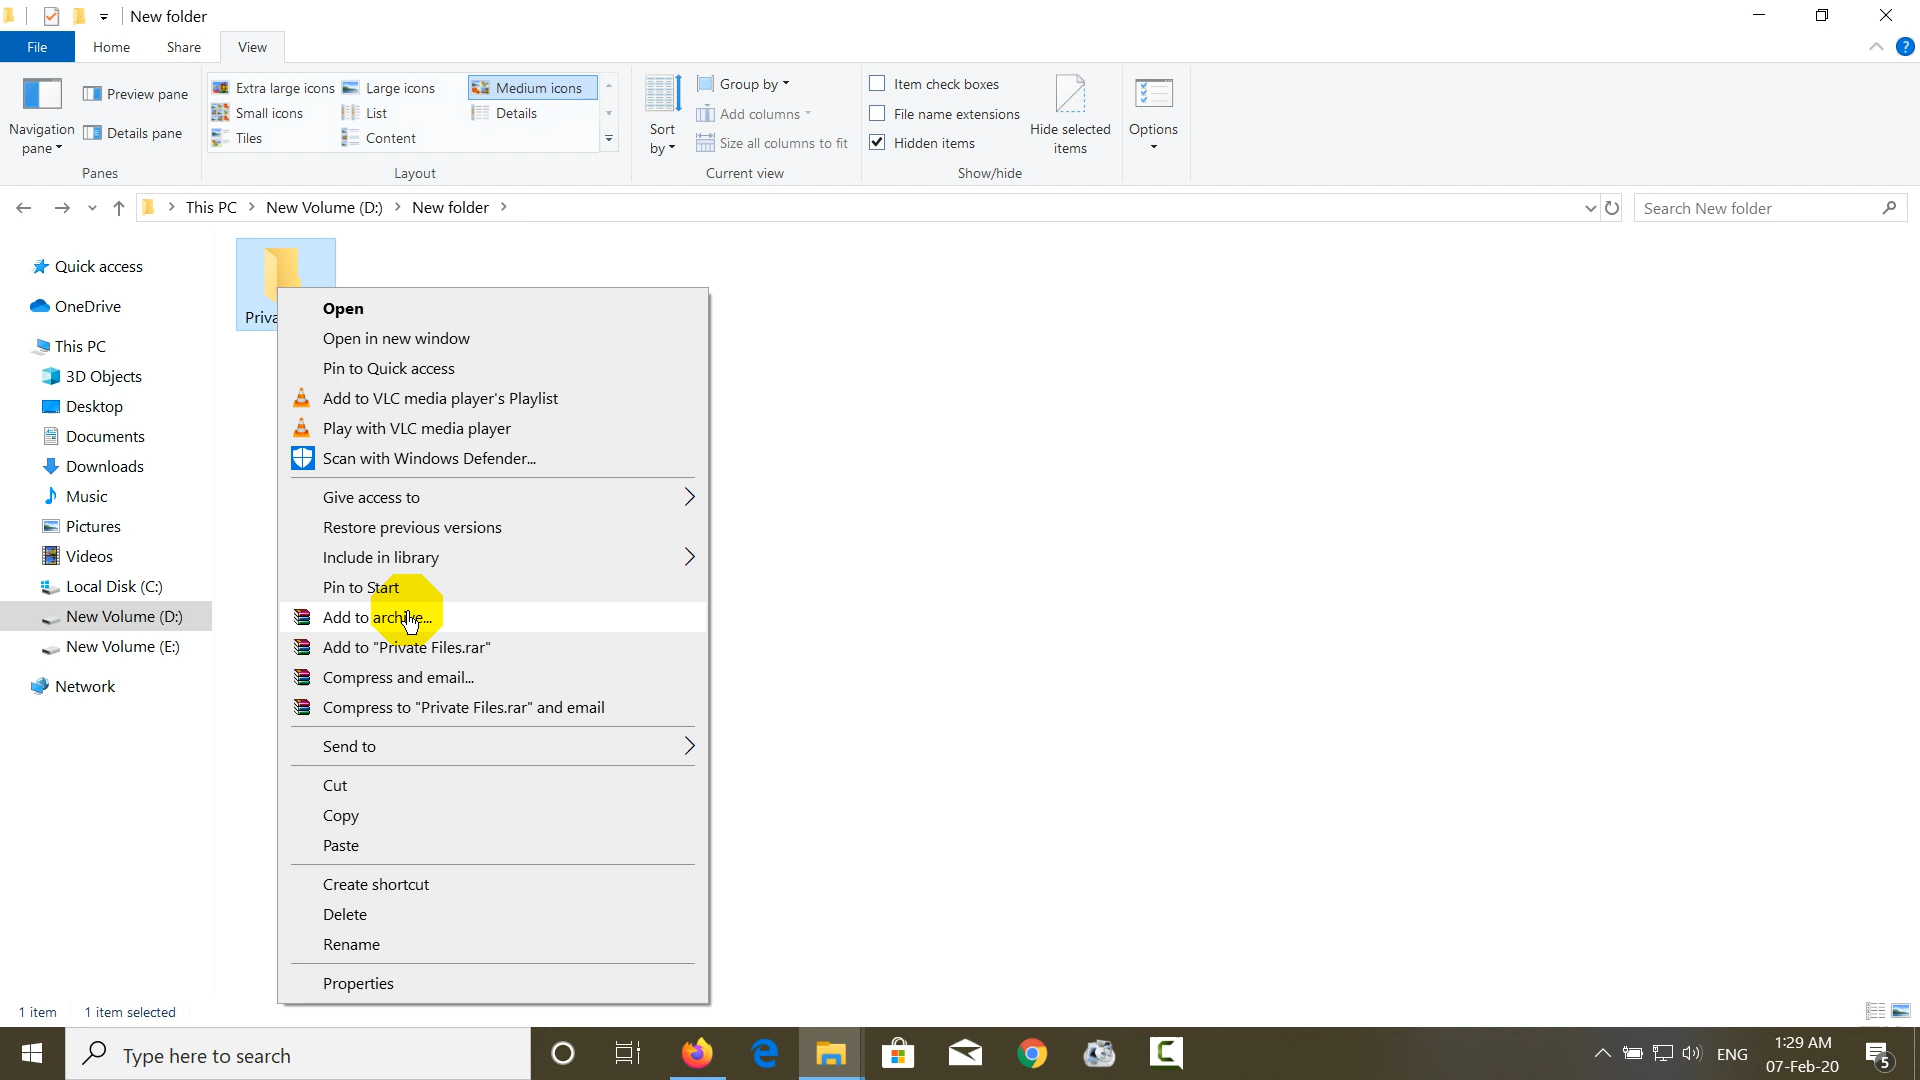 New folder
File Home Share View
Navigation pane
Preview pane
Details pane
Panes
Extra large icons Large icons Medium icons
Small icons List Details
Tiles Content
Layout
Sort by
Group by
Add columns
Size all columns to fit
Current view
Item check boxes
File name extensions
Hidden items
Hide selected items
Show/hide
Options
This PC New Volume (D:) New folder
Search New folder
Quick access
OneDrive
This PC
3D Objects
Desktop
Documents
Downloads
Music
Pictures
Videos
Local Disk (C:)
New Volume (D:)
New Volume (E:)
Network
Open
Open in new window
Pin to Quick access
Add to VLC media player's Playlist
Play with VLC media player
Scan with Windows Defender...
Give access to
Restore previous versions
Include in library
Pin to Start
Add to archive...
Add to "Private Files.rar"
Compress and email...
Compress to "Private Files.rar" and email
Send to
Cut
Copy
Paste
Create shortcut
Delete
Rename
Properties
1 item 1 item selected
Type here to search
ENG
1:29 AM
07-Feb-20
5